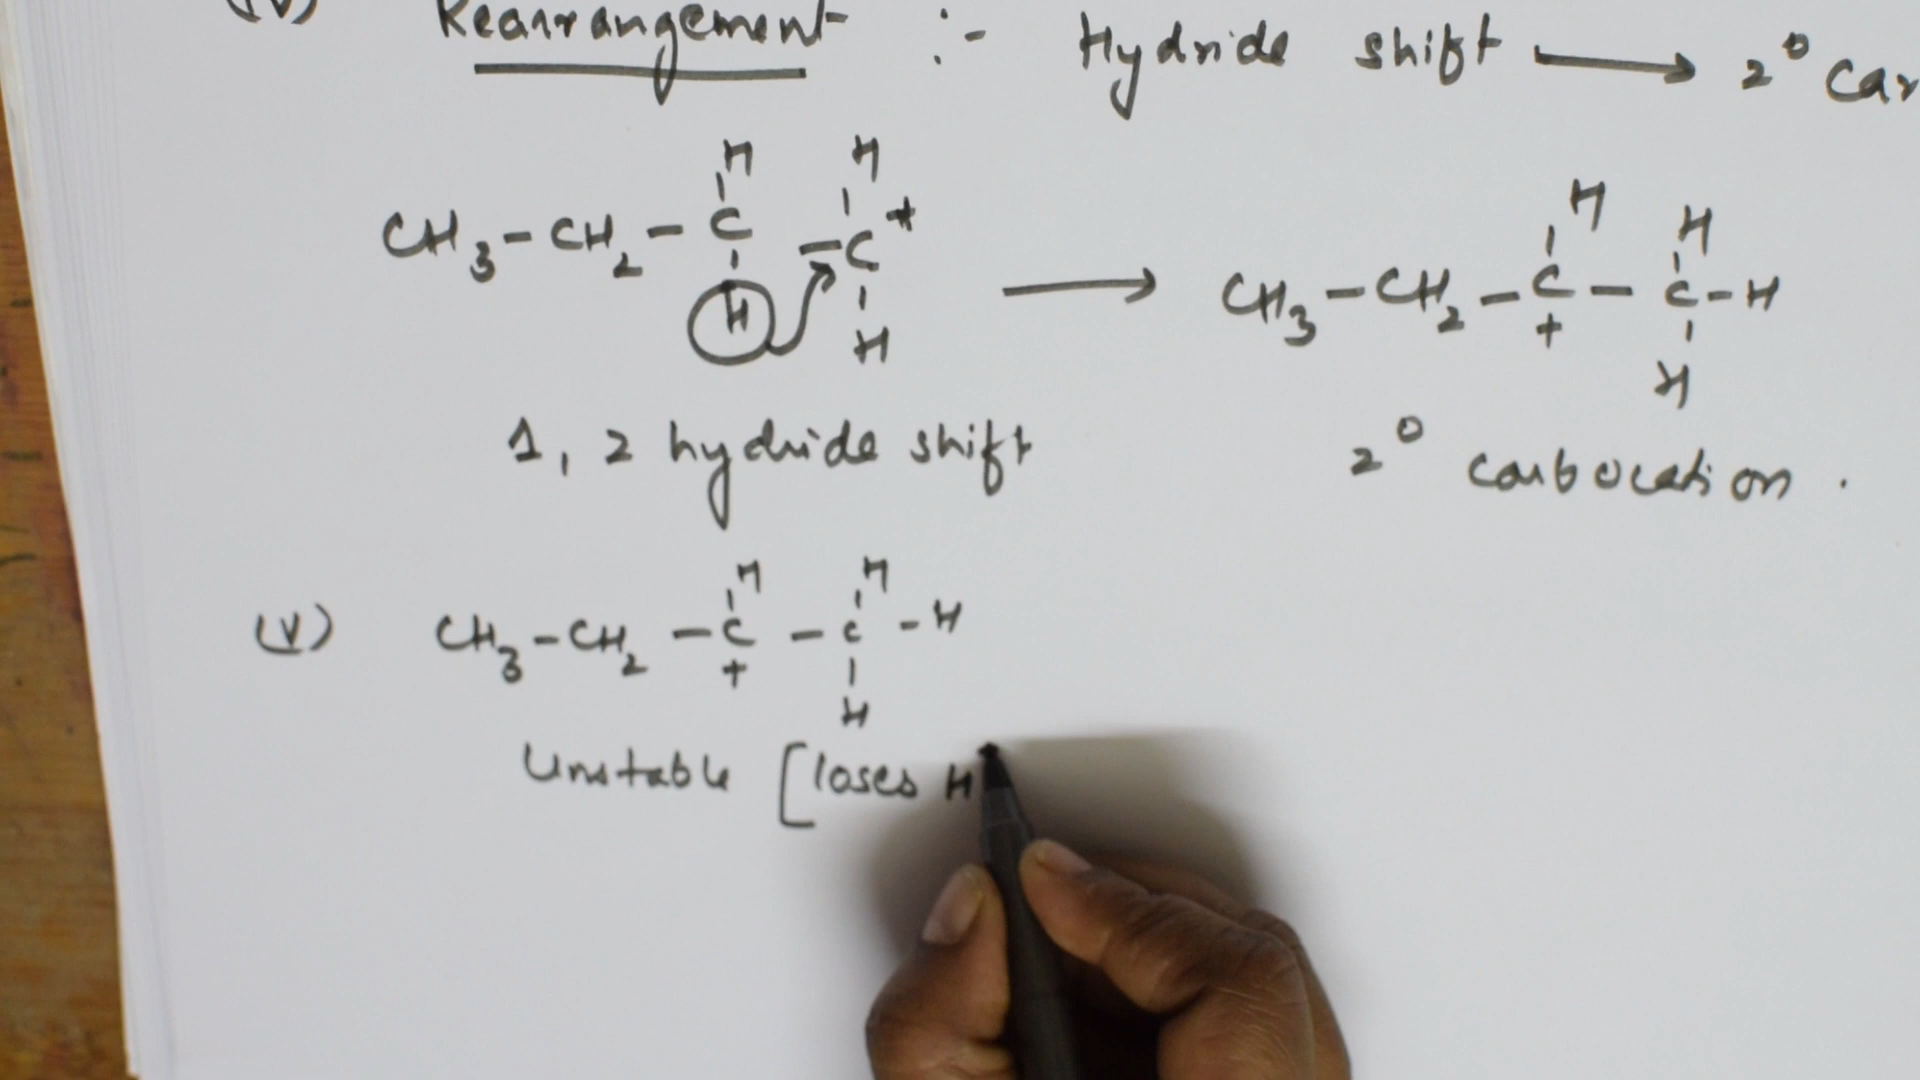 (iv) Rearrangement :- Hydride shift → 2° Car
H H
CH₃-CH₂-C -C⁺ → CH₃-CH₂-C-C-H
H H H H + H
1, 2 hydride shift 2° carbocation.
H H
(V) CH₃-CH₂-C-C-H
+ H
Unstable [loses H